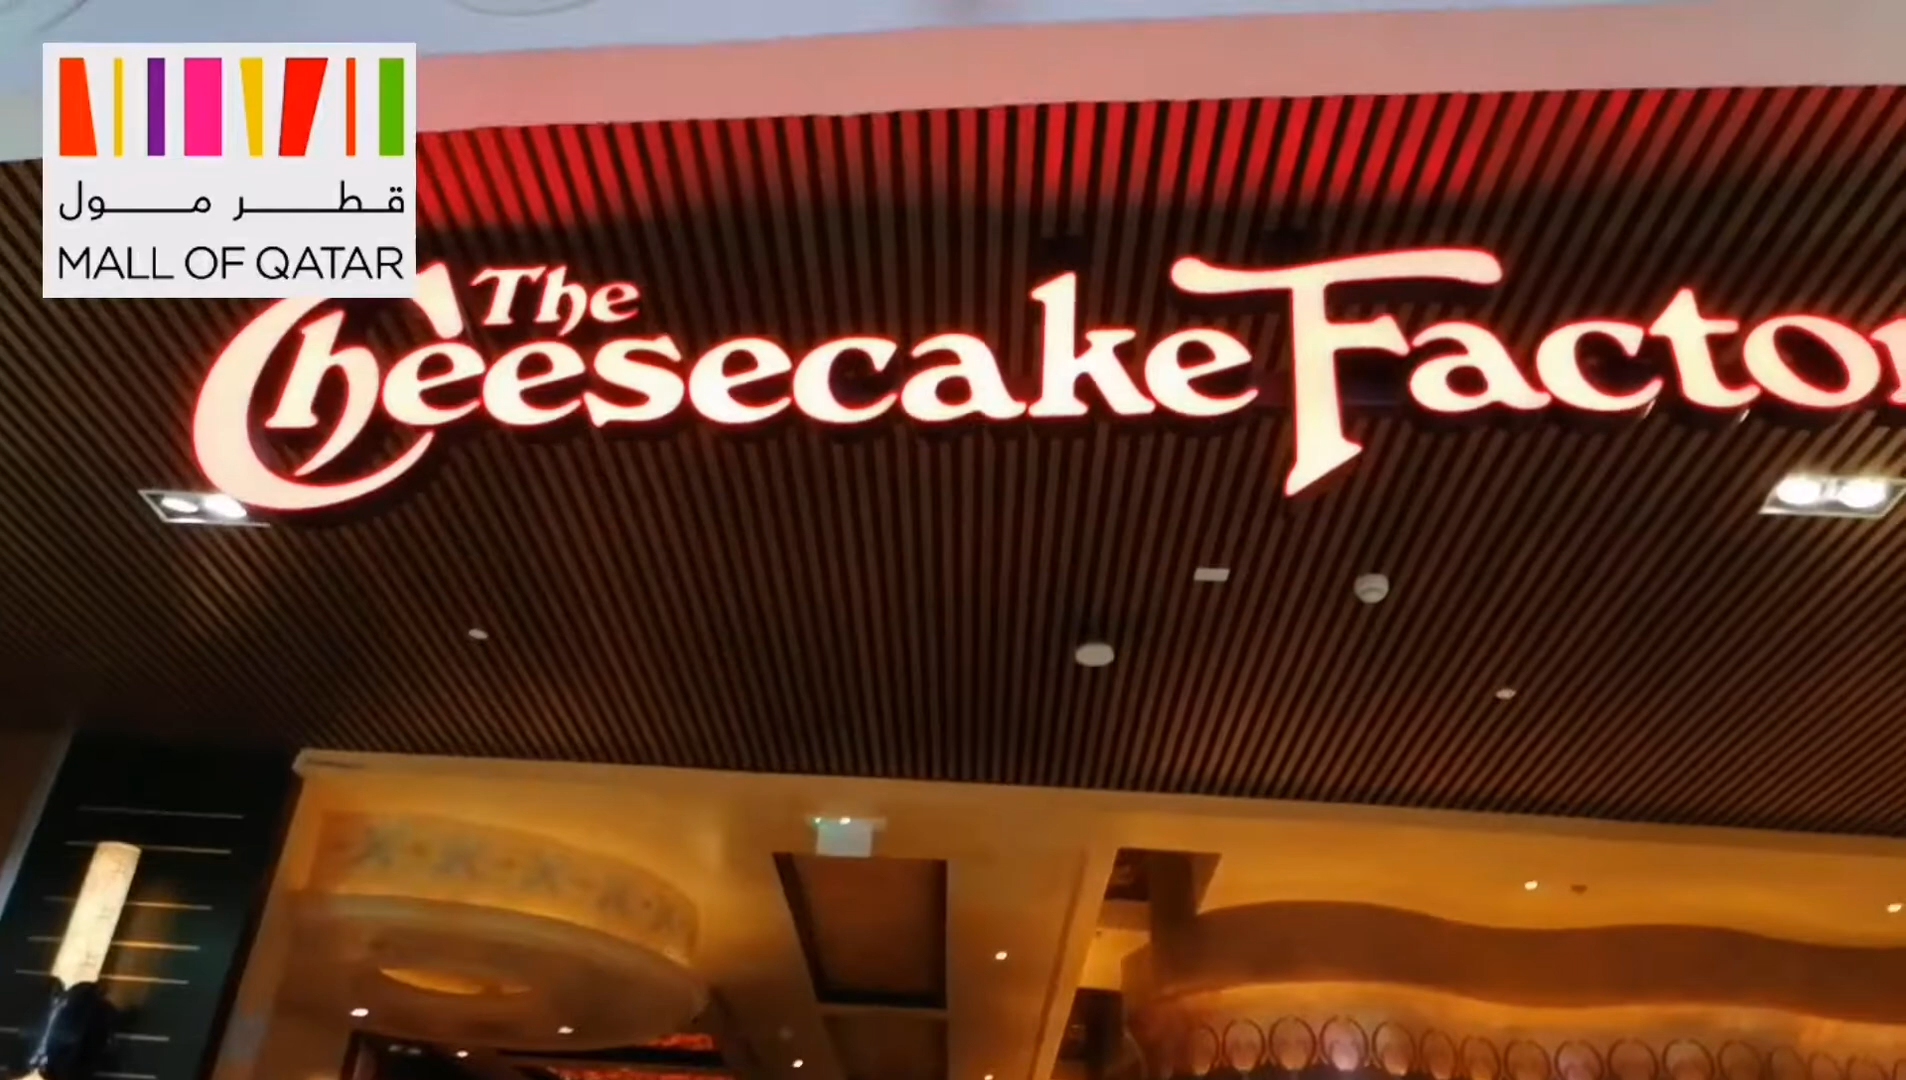 قطر مول
MALL OF QATAR
The
Cheesecake Factor